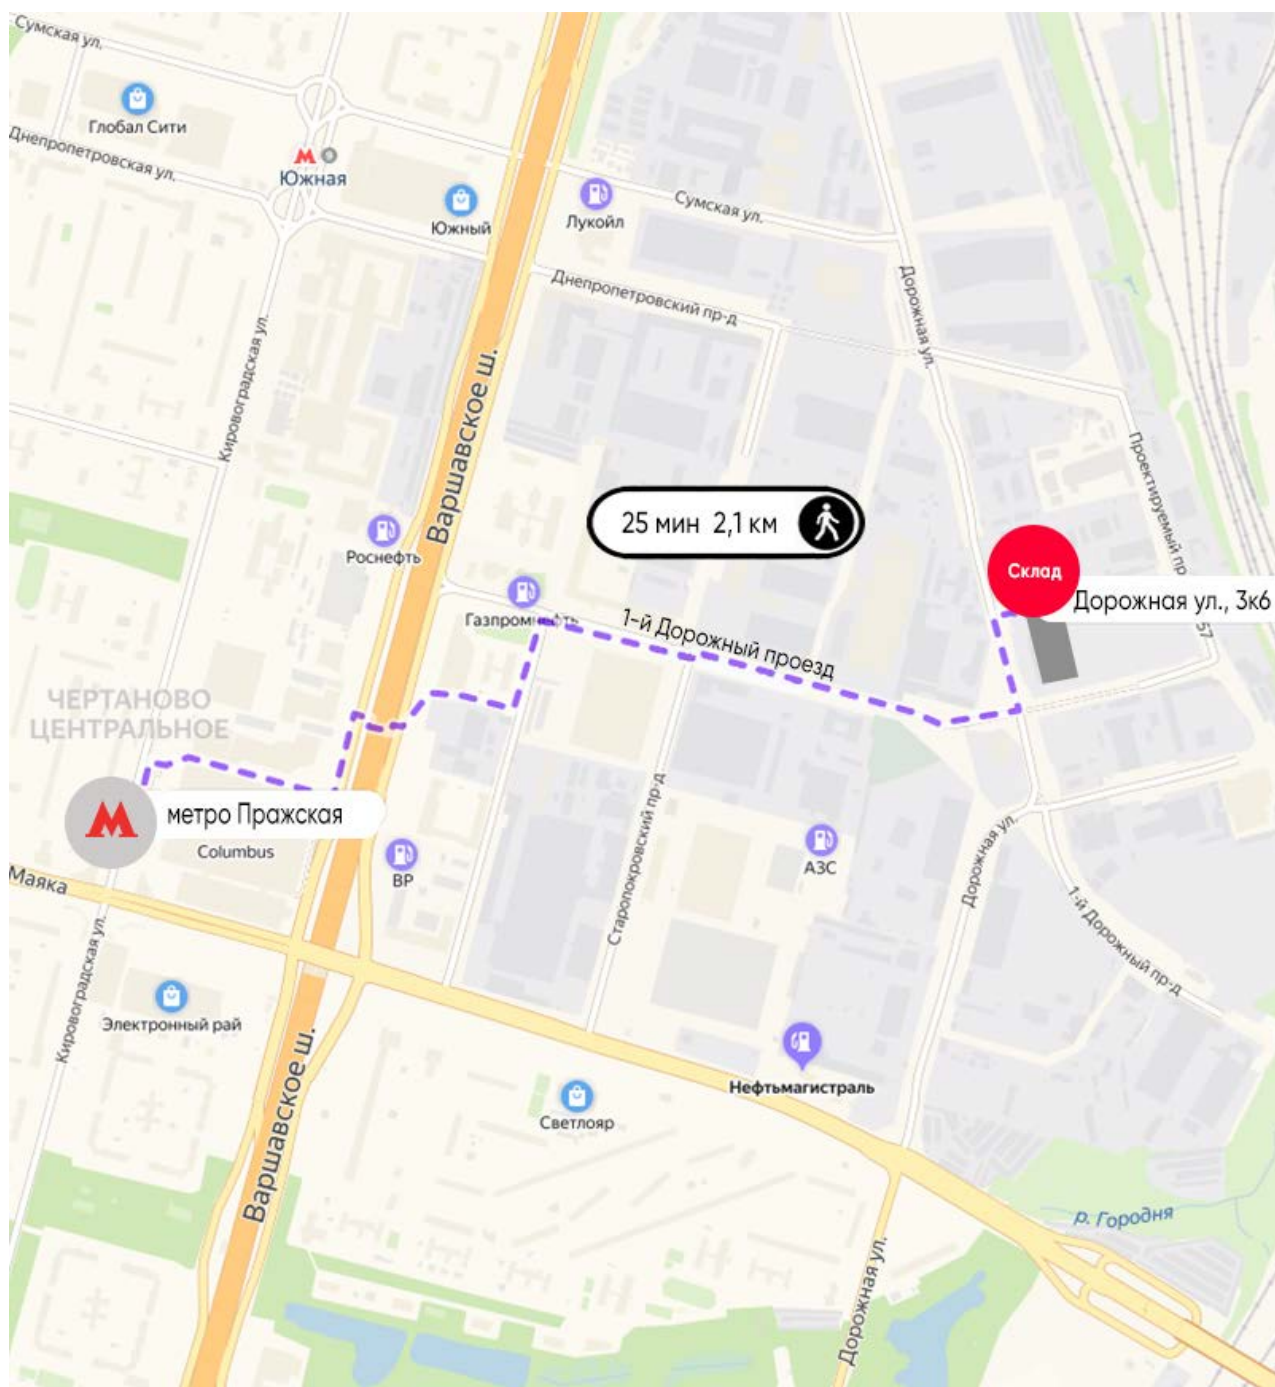 Сумская ул.
Глобал Сити
Днепропетровская ул.
Южная
Южный
Лукойл
Сумская ул.
Днепропетровский пр-д
Дорожная ул.
Кировоградская ул.
Варшавское ш.
Проектируемый пр
57
25 мин 2,1 км
Роснефть
Склад
Дорожная ул., 3к6
Газпромнефть
1-й Дорожный проезд
ЧЕРТАНОВО
ЦЕНТРАЛЬНОЕ
метро Пражская
Columbus
BP
АЗС
Маяка
Старопокровский пр-д
Дорожная ул.
1-й Дорожный пр-д
Кировоградская ул.
Электронный рай
Нефтьмагистраль
Светлояр
Варшавское ш.
р. Городня
Дорожная ул.